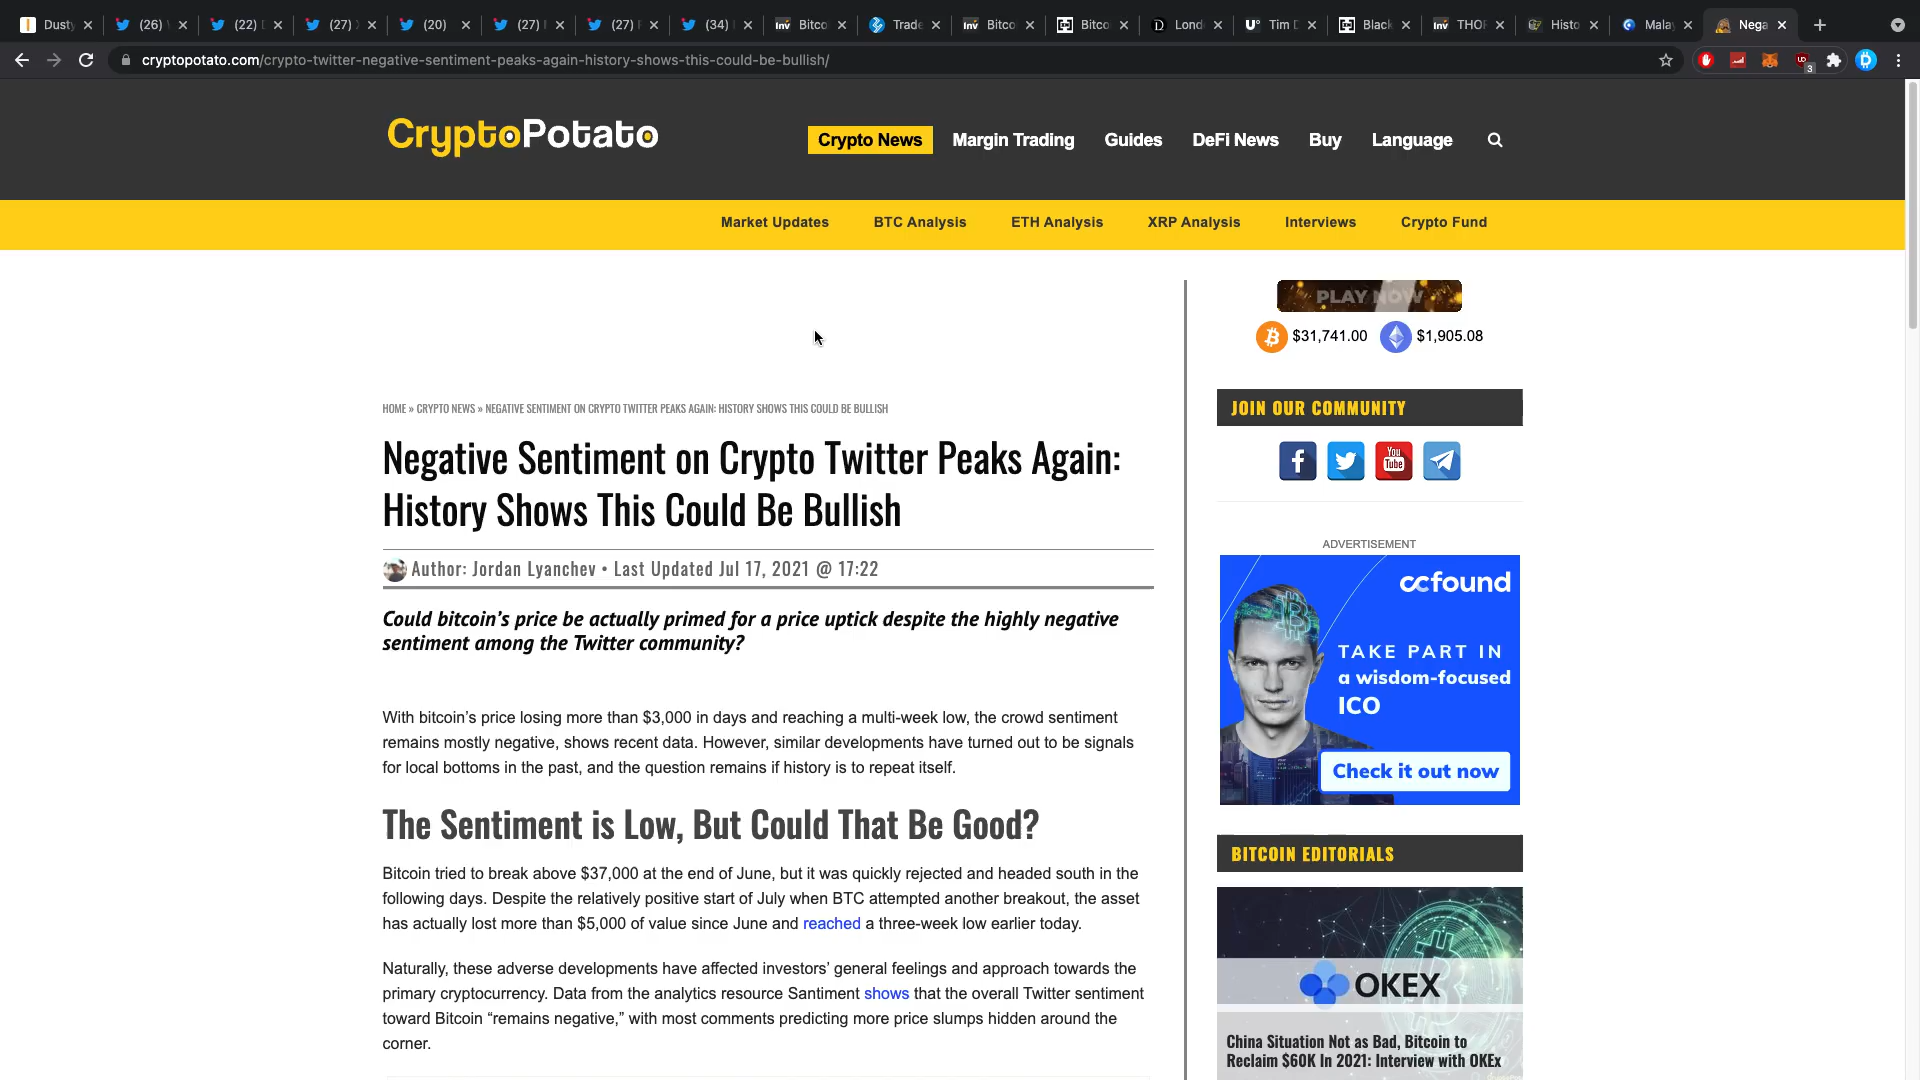 Dusty
(26)
(22)
(27)
(20)
(27)
(27)
(34)
Inv Bitco
Trade
Inv Bitco
Bitco
Lond
U° Tim D
Black
Inv THOR
Histo
Malay
Nega
cryptopotato.com/crypto-twitter-negative-sentiment-peaks-again-history-shows-this-could-be-bullish/
3
CryptoPotato
Crypto News Margin Trading Guides DeFi News Buy Language
Market Updates BTC Analysis ETH Analysis XRP Analysis Interviews Crypto Fund
PLAY NOW
$31,741.00 $1,905.08
HOME » CRYPTO NEWS » NEGATIVE SENTIMENT ON CRYPTO TWITTER PEAKS AGAIN: HISTORY SHOWS THIS COULD BE BULLISH
Negative Sentiment on Crypto Twitter Peaks Again:
History Shows This Could Be Bullish
Author: Jordan Lyanchev • Last Updated Jul 17, 2021 @ 17:22
Could bitcoin’s price be actually primed for a price uptick despite the highly negative
sentiment among the Twitter community?
With bitcoin’s price losing more than $3,000 in days and reaching a multi-week low, the crowd sentiment
remains mostly negative, shows recent data. However, similar developments have turned out to be signals
for local bottoms in the past, and the question remains if history is to repeat itself.
The Sentiment is Low, But Could That Be Good?
Bitcoin tried to break above $37,000 at the end of June, but it was quickly rejected and headed south in the
following days. Despite the relatively positive start of July when BTC attempted another breakout, the asset
has actually lost more than $5,000 of value since June and reached a three-week low earlier today.
Naturally, these adverse developments have affected investors’ general feelings and approach towards the
primary cryptocurrency. Data from the analytics resource Santiment shows that the overall Twitter sentiment
toward Bitcoin “remains negative,” with most comments predicting more price slumps hidden around the
corner.
JOIN OUR COMMUNITY
You
Tube
ADVERTISEMENT
ccfound
TAKE PART IN
a wisdom-focused
ICO
Check it out now
BITCOIN EDITORIALS
OKEX
China Situation Not as Bad, Bitcoin to
Reclaim $60K In 2021: Interview with OKEx